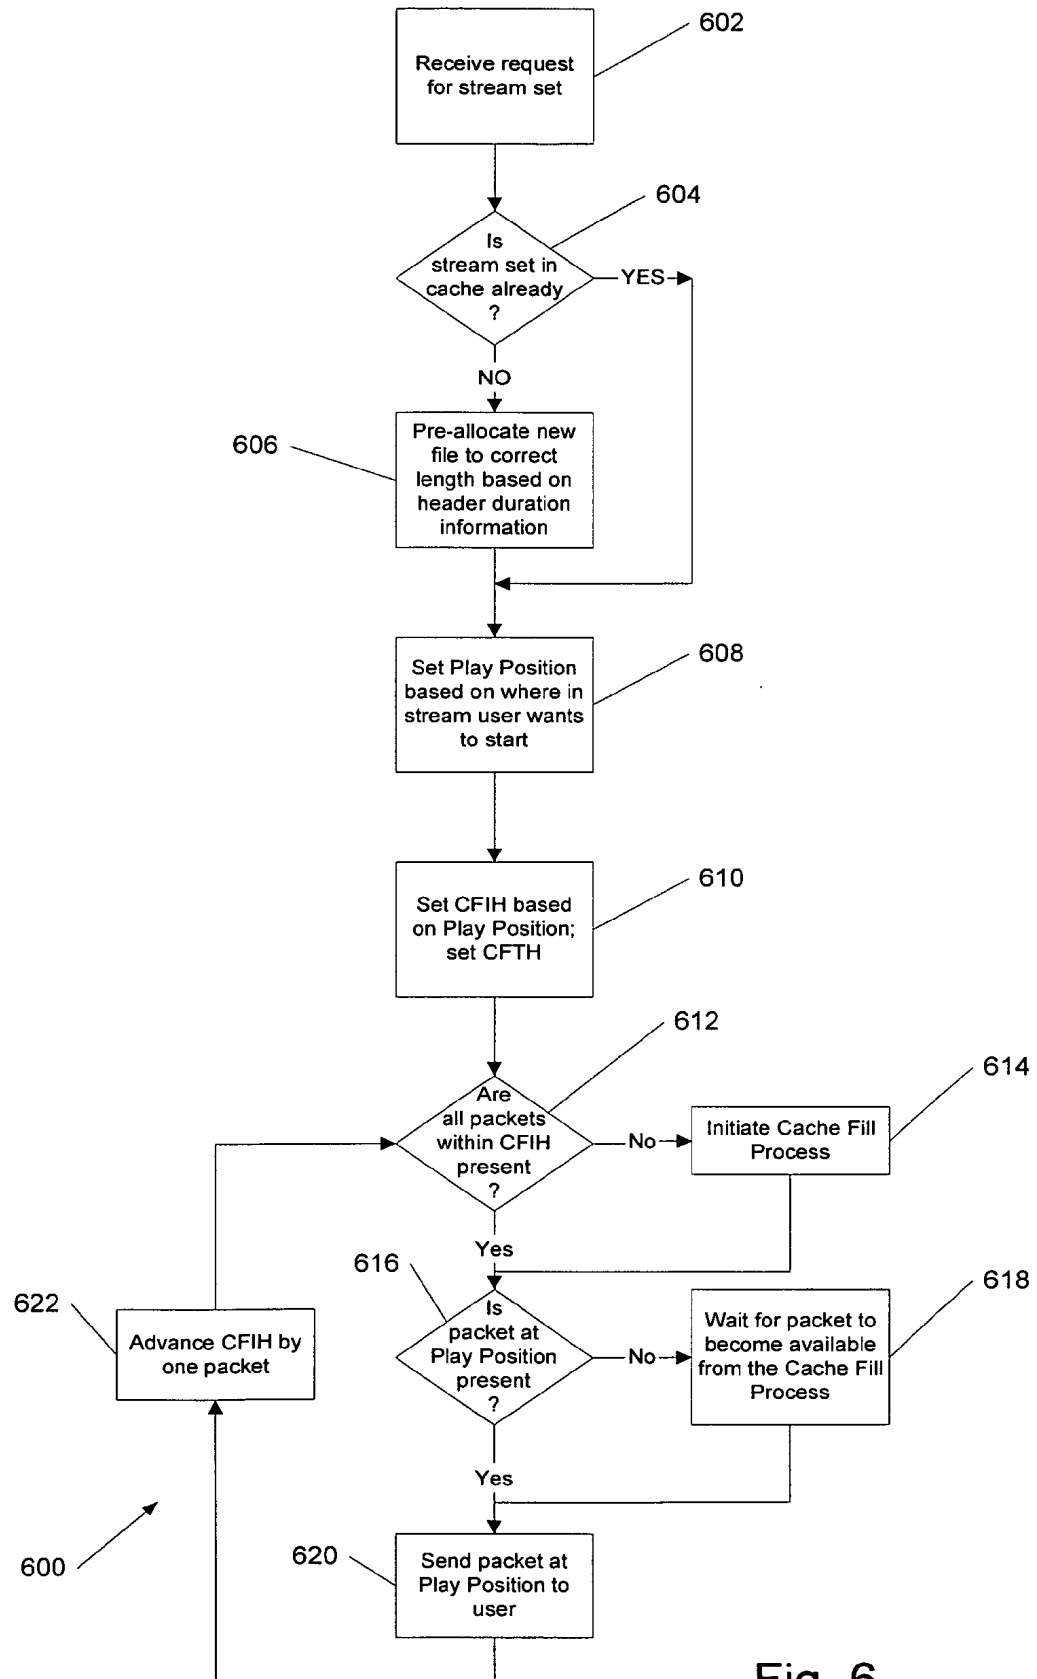 602
Receive request
for stream set
604
Is
stream set in
cache already
?
YES
NO
606
Pre-allocate new
file to correct
length based on
header duration
information
608
Set Play Position
based on where in
stream user wants
to start
610
Set CFIH based
on Play Position;
set CFTH
612
Are
all packets
within CFIH
present
?
No
614
Initiate Cache Fill
Process
Yes
616
Is
packet at
Play Position
present
?
No
618
Wait for packet to
become available
from the Cache Fill
Process
622
Advance CFIH by
one packet
Yes
600
620
Send packet at
Play Position to
user
Fig. 6